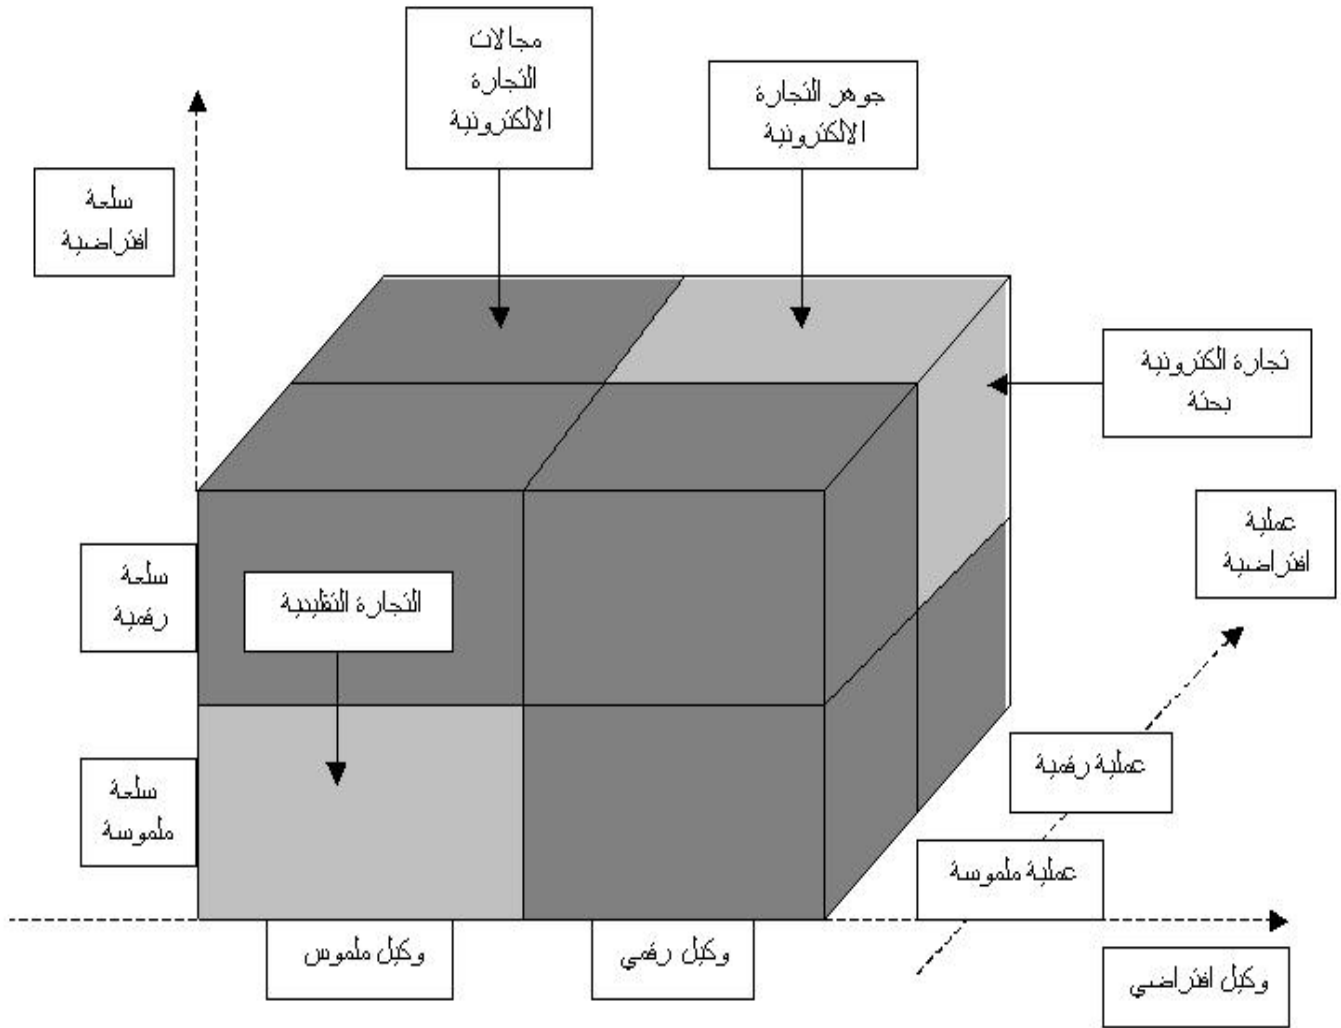 مجالات
التجارة
الالكترونية
جوهر التجارة
الالكترونية
سلعة
افتراضية
تجارة الكترونية
بحتة
عملية
افتراضية
سلعة
رقمية
التجارة التقليدية
عملية رقمية
سلعة
ملموسة
عملية ملموسة
وكيل ملموس
وكيل رقمي
وكيل افتراضي